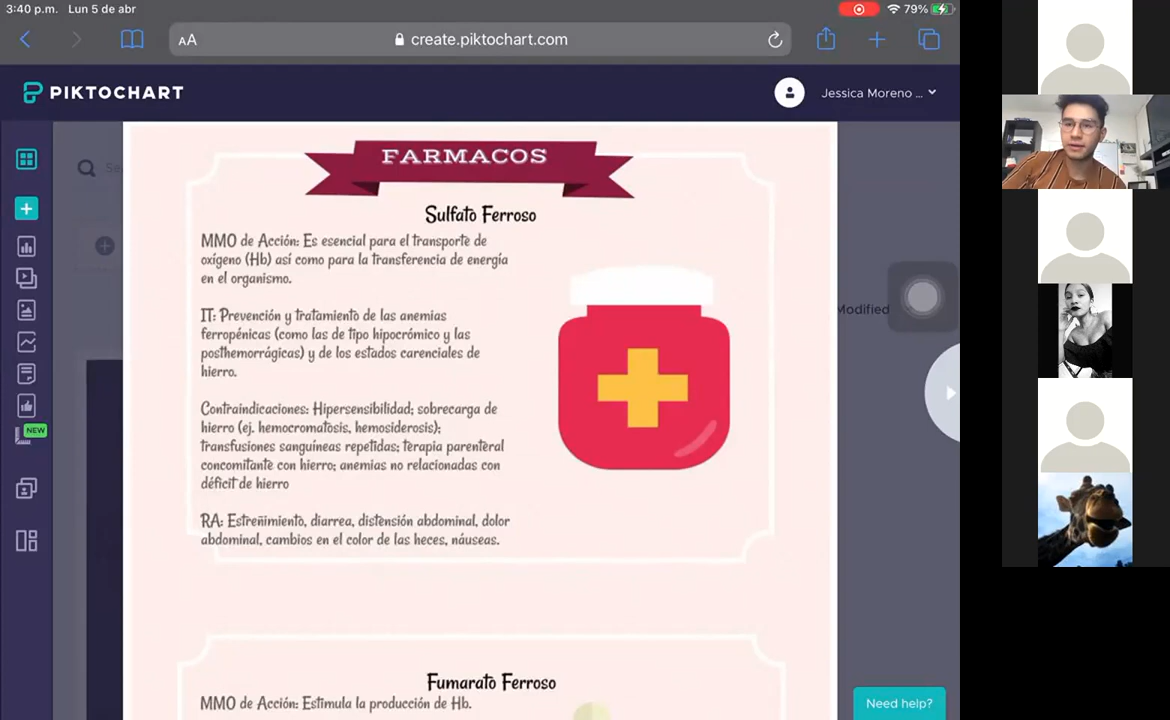 3:40 p.m. Lun 5 de abr
79%
AA
create.piktochart.com
PIKTOCHART
Jessica Moreno ...
FARMACOS
Sulfato Ferroso
MMO de Acción: Es esencial para el transporte de
oxígeno (Hb) así como para la transferencia de energía
en el organismo.
IT: Prevención y tratamiento de las anemias
ferropénicas (como las de tipo hipocrómico y las
posthemorrágicas) y de los estados carenciales de
hierro.
Contraindicaciones: Hipersensibilidad; sobrecarga de
hierro (ej. hemocromatosis, hemosiderosis);
transfusiones sanguíneas repetidas; terapia parenteral
concomitante con hierro; anemias no relacionadas con
déficit de hierro
RA: Estreñimiento, diarrea, distensión abdominal, dolor
abdominal, cambios en el color de las heces, náuseas.
Modified
NEW
Fumarato Ferroso
MMO de Acción: Estimula la producción de Hb.
Need help?